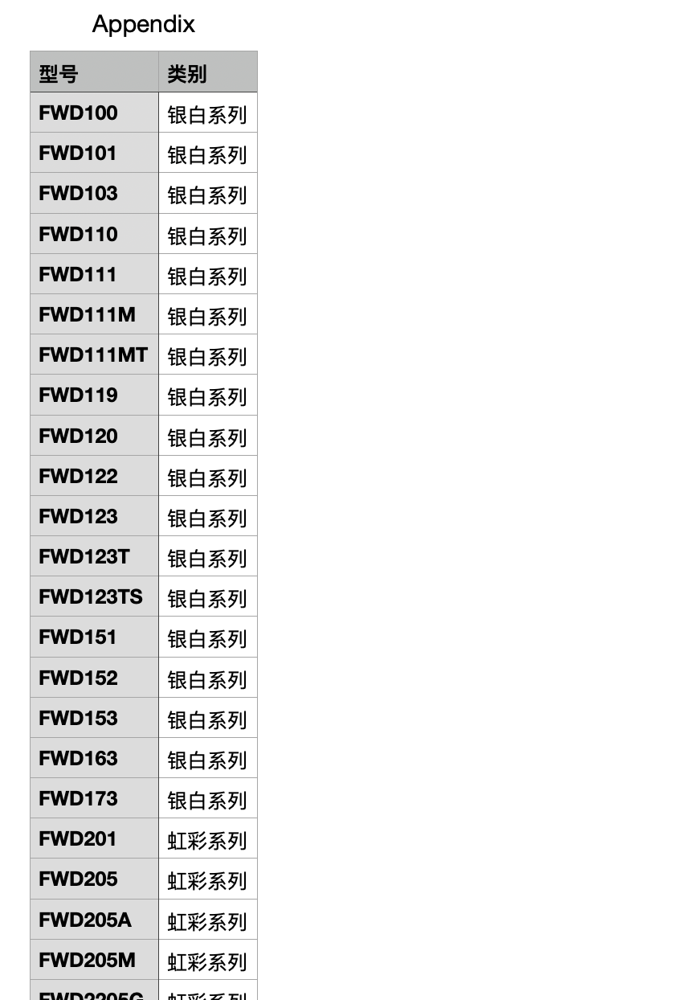 Appendix
型号 类别
FWD100 银白系列
FWD101 银白系列
FWD103 银白系列
FWD110 银白系列
FWD111 银白系列
FWD111M 银白系列
FWD111MT 银白系列
FWD119 银白系列
FWD120 银白系列
FWD122 银白系列
FWD123 银白系列
FWD123T 银白系列
FWD123TS 银白系列
FWD151 银白系列
FWD152 银白系列
FWD153 银白系列
FWD163 银白系列
FWD173 银白系列
FWD201 虹彩系列
FWD205 虹彩系列
FWD205A 虹彩系列
FWD205M 虹彩系列
FWD2205G 虹彩系列